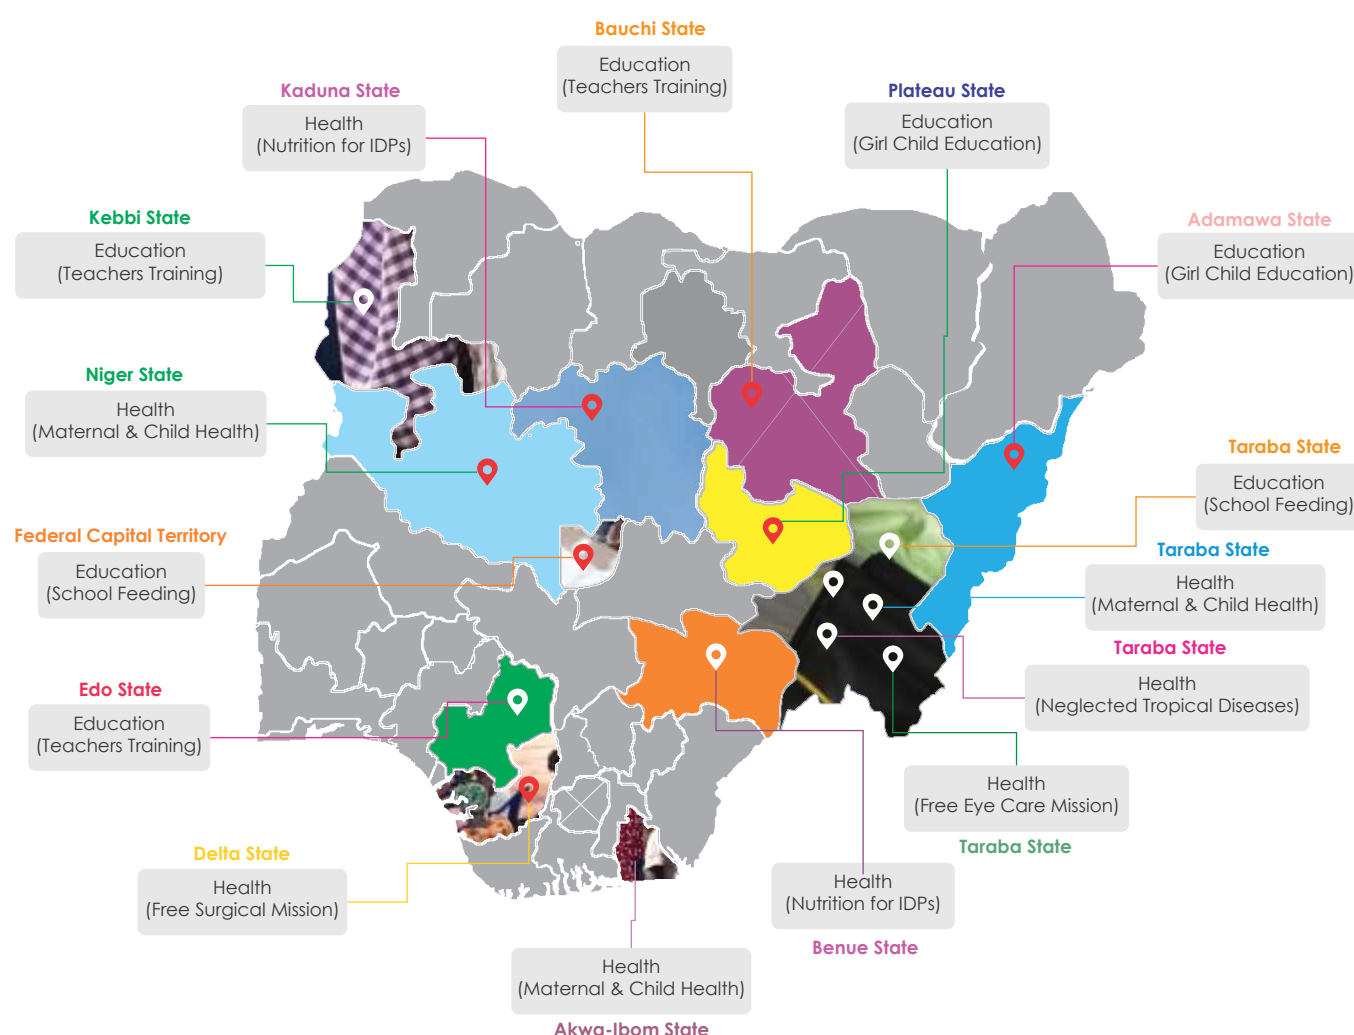 Bauchi State
Education
(Teachers Training)
Kaduna State
Health
(Nutrition for IDPs)
Plateau State
Education
(Girl Child Education)
Kebbi State
Education
(Teachers Training)
Adamawa State
Education
(Girl Child Education)
Niger State
Health
(Maternal & Child Health)
Taraba State
Education
(School Feeding)
Federal Capital Territory
Education
(School Feeding)
Taraba State
Health
(Maternal & Child Health)
Taraba State
Health
(Neglected Tropical Diseases)
Edo State
Education
(Teachers Training)
Health
(Free Eye Care Mission)
Taraba State
Delta State
Health
(Free Surgical Mission)
Health
(Nutrition for IDPs)
Benue State
Health
(Maternal & Child Health)
Akwa-Ibom State